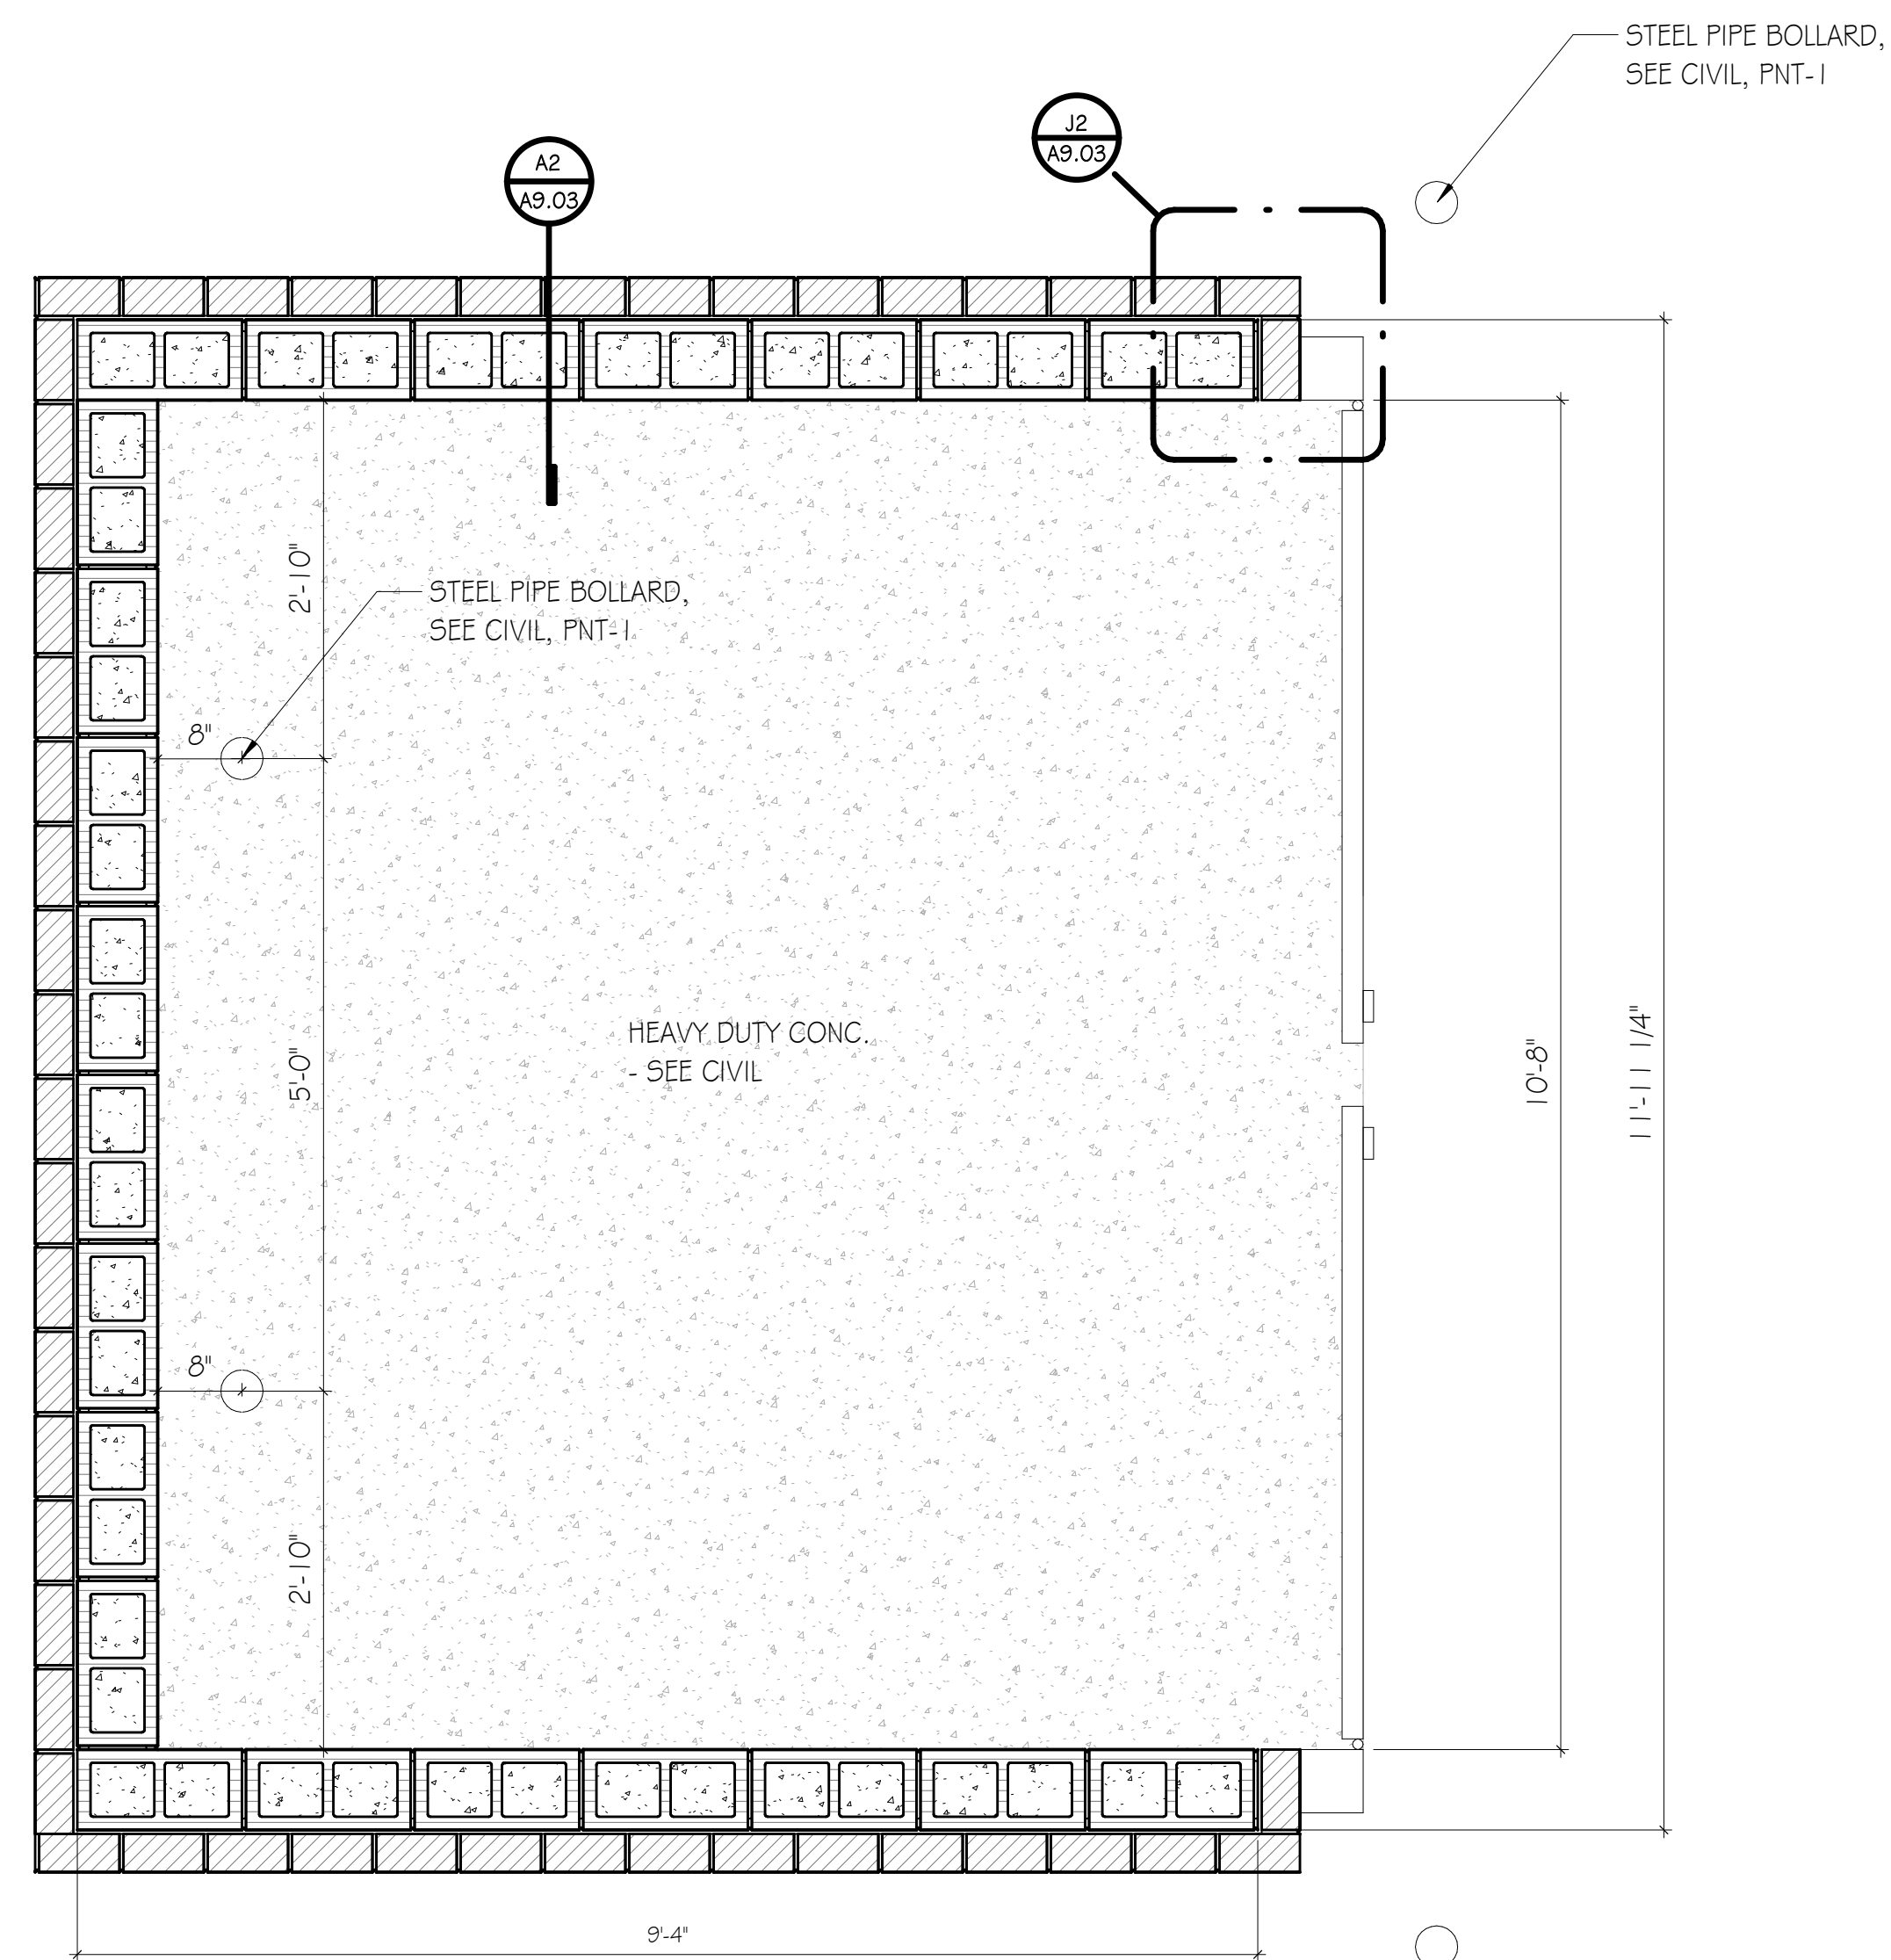 STEEL PIPE BOLLARD,
SEE CIVIL, PNT-1
J2
A9.03
A2
A9.03
2'-10"
STEEL PIPE BOLLARD,
SEE CIVIL, PNT-1
8"
HEAVY DUTY CONC.
- SEE CIVIL
5'-0"
10'-8"
11'-11 1/4"
8"
2'-10"
9'-4"